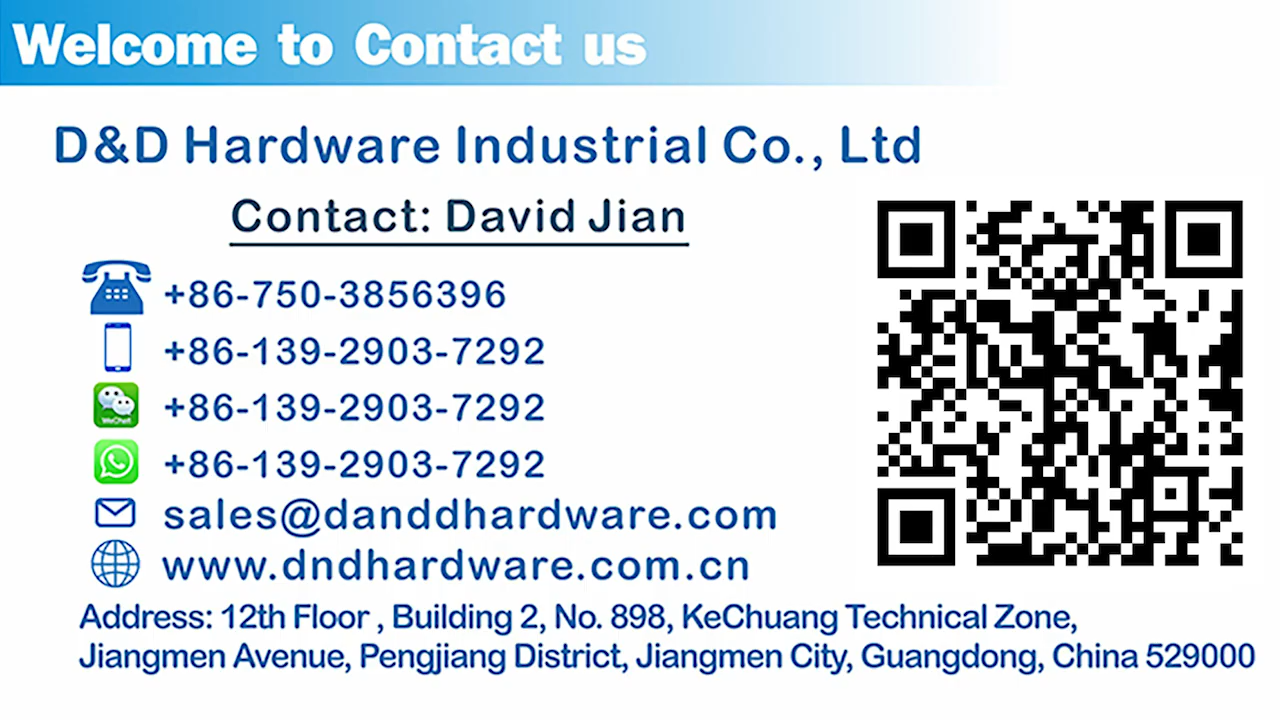 Welcome to Contact us
D&D Hardware Industrial Co., Ltd
Contact: David Jian
+86-750-3856396
+86-139-2903-7292
WeChat
+86-139-2903-7292
+86-139-2903-7292
sales@danddhardware.com
www.dndhardware.com.cn
Address: 12th Floor , Building 2, No. 898, KeChuang Technical Zone,
Jiangmen Avenue, Pengjiang District, Jiangmen City, Guangdong, China 529000